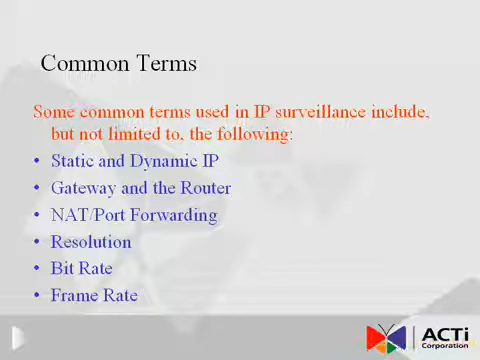 Common Terms
Some common terms used in IP surveillance include,
but not limited to, the following:
• Static and Dynamic IP
• Gateway and the Router
• NAT/Port Forwarding
• Resolution
• Bit Rate
• Frame Rate
ACTi
Corporation